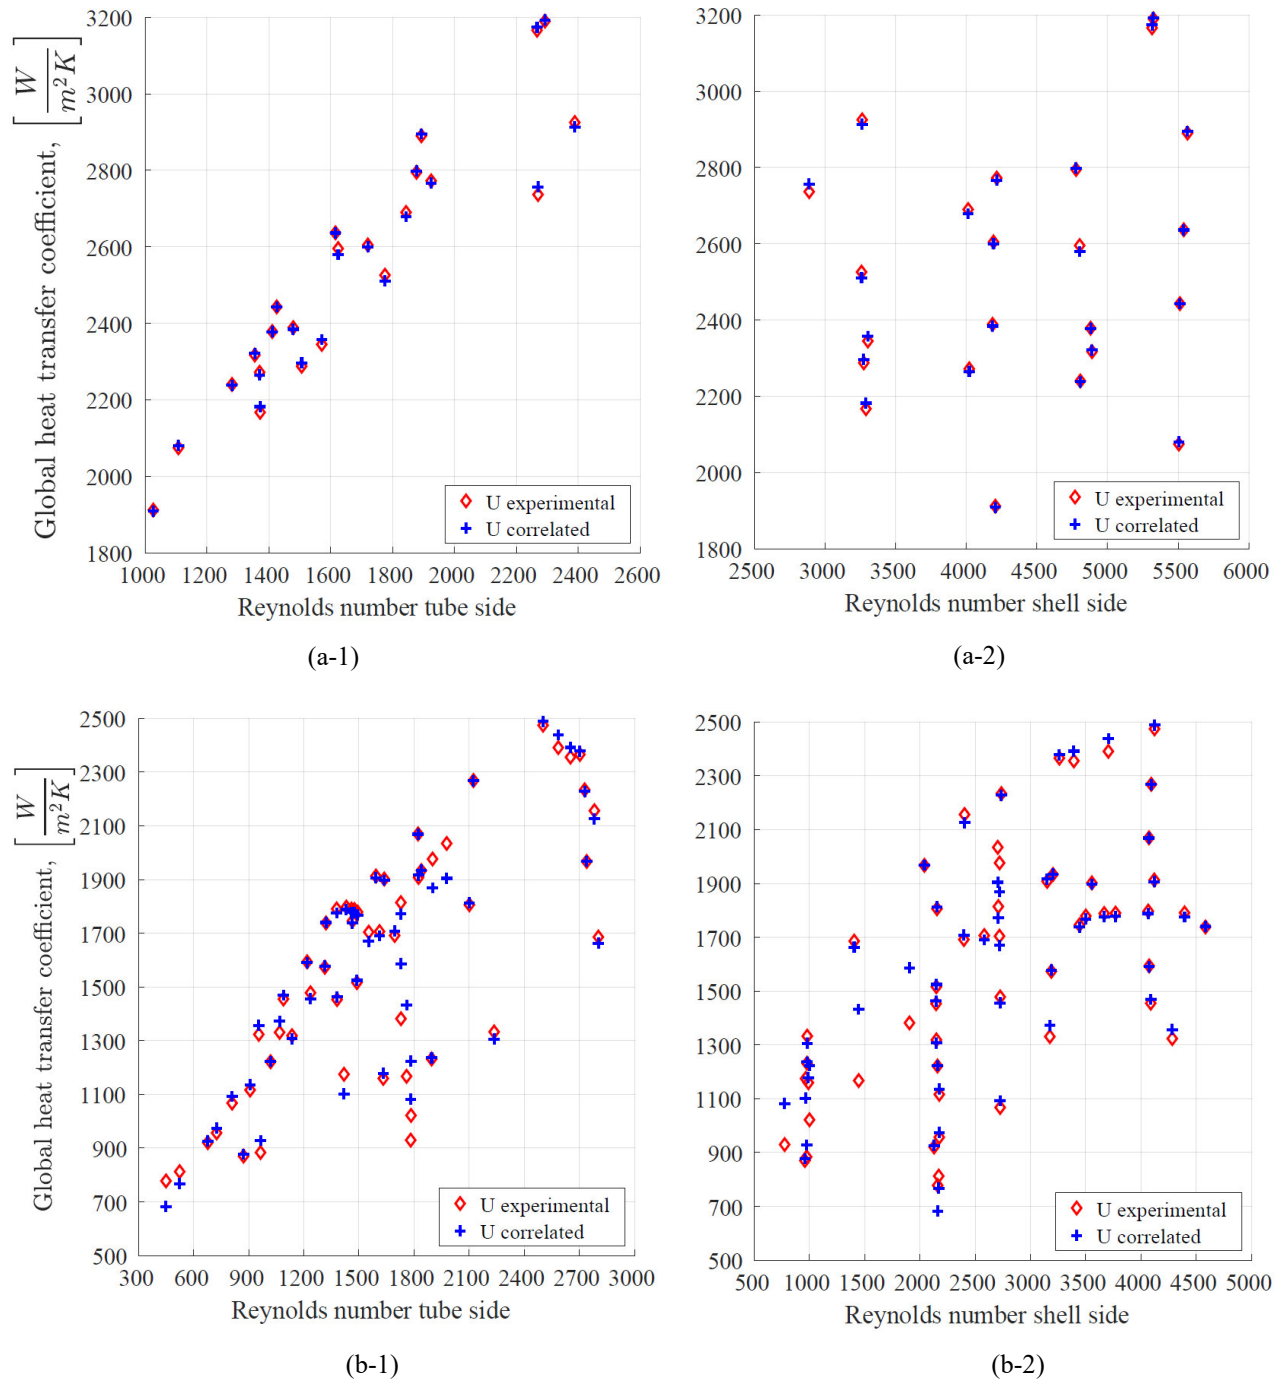 Global heat transfer coefficient, [W/m²K]
3200
3000
2800
2600
2400
2200
2000
1800
1000 1200 1400 1600 1800 2000 2200 2400 2600
U experimental
U correlated
Reynolds number tube side
(a-1)
3200
3000
2800
2600
2400
2200
2000
1800
2500 3000 3500 4000 4500 5000 5500 6000
U experimental
U correlated
Reynolds number shell side
(a-2)
Global heat transfer coefficient, [W/m²K]
2500
2300
2100
1900
1700
1500
1300
1100
900
700
500
300 600 900 1200 1500 1800 2100 2400 2700 3000
U experimental
U correlated
Reynolds number tube side
(b-1)
2500
2300
2100
1900
1700
1500
1300
1100
900
700
500
500 1000 1500 2000 2500 3000 3500 4000 4500 5000
U experimental
U correlated
Reynolds number shell side
(b-2)